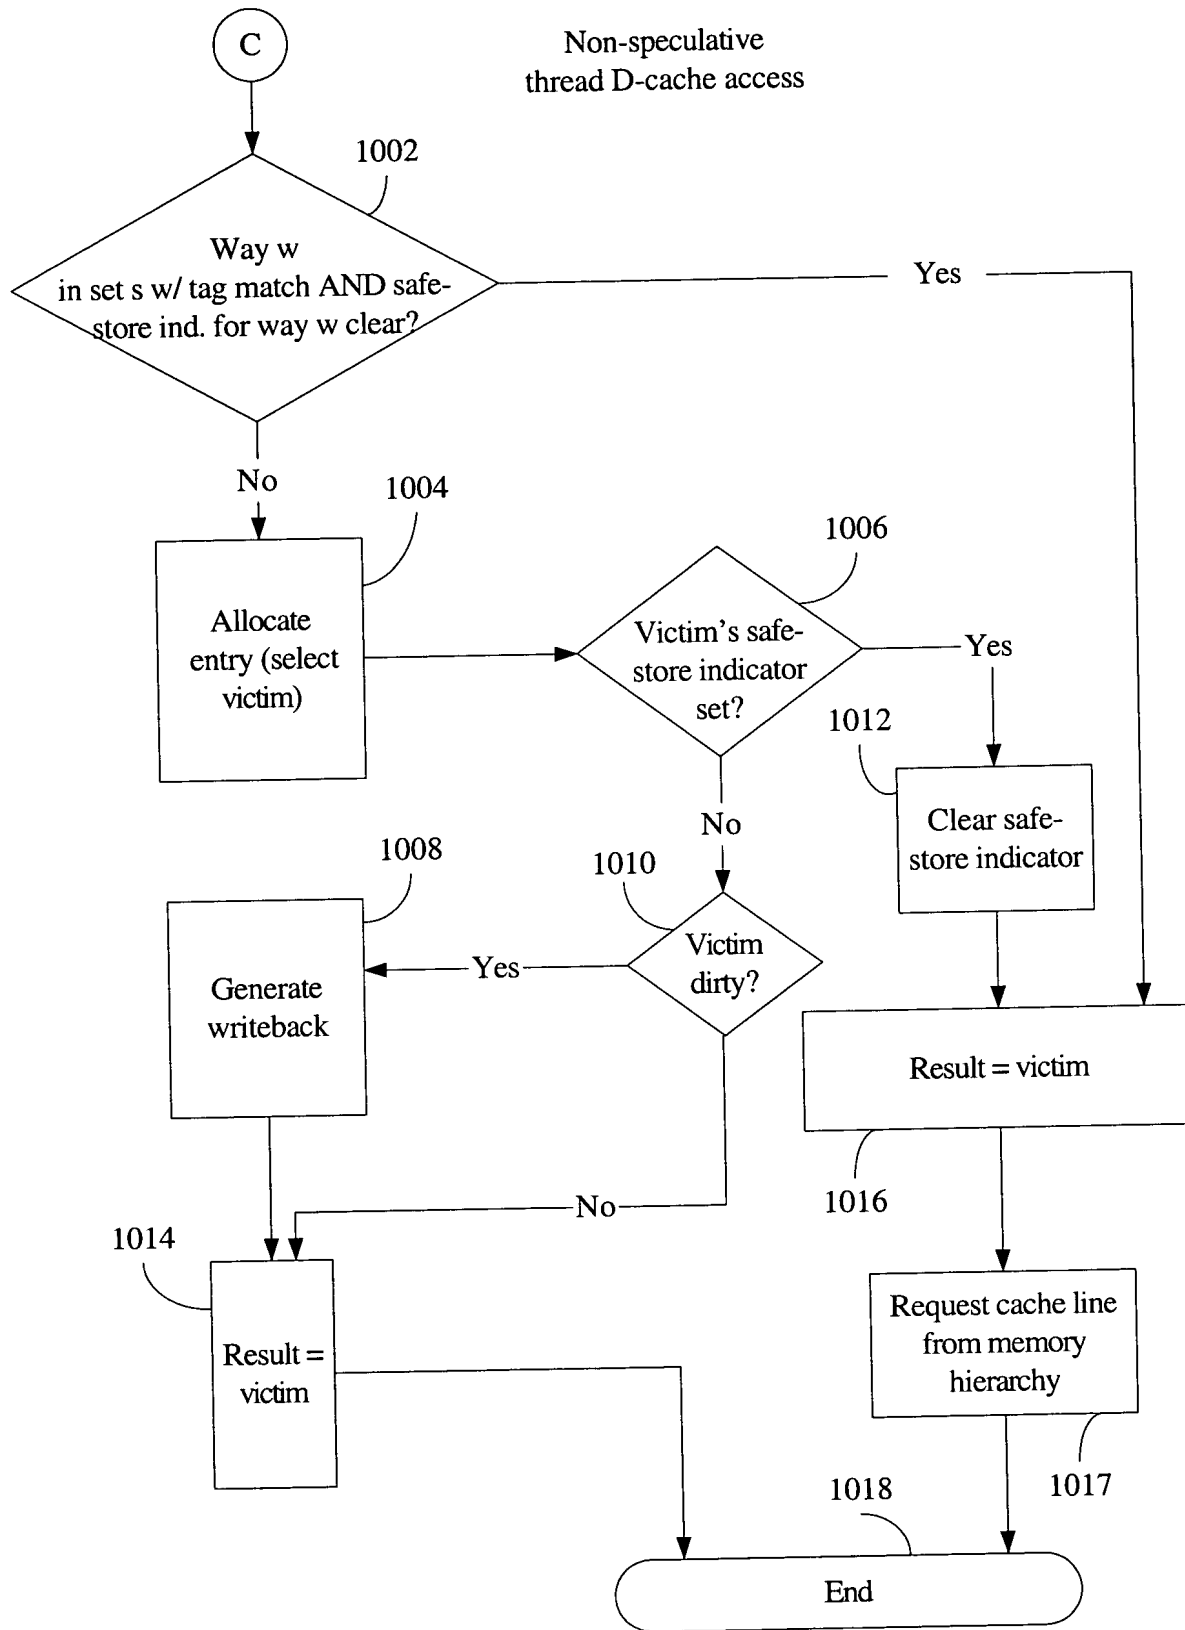 C
Non-speculative
thread D-cache access
1002
Way w
in set s w/ tag match AND safe-
store ind. for way w clear?
Yes
No
1004
Allocate
entry (select
victim)
1006
Victim's safe-
store indicator
set?
Yes
1012
Clear safe-
store indicator
No
1008
1010
Victim
dirty?
Yes
Generate
writeback
Result = victim
1016
No
1014
Result =
victim
Request cache line
from memory
hierarchy
1017
1018
End